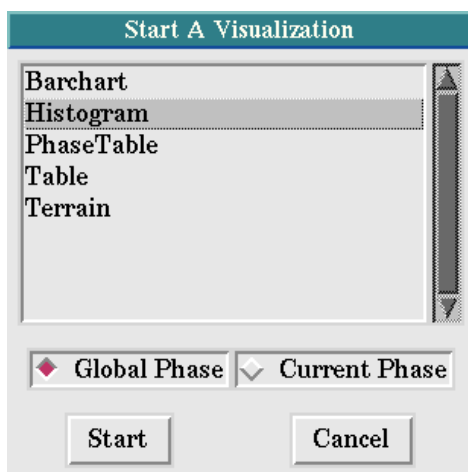 Start A Visualization
Barchart
Histogram
PhaseTable
Table
Terrain
Global Phase Current Phase
Start Cancel